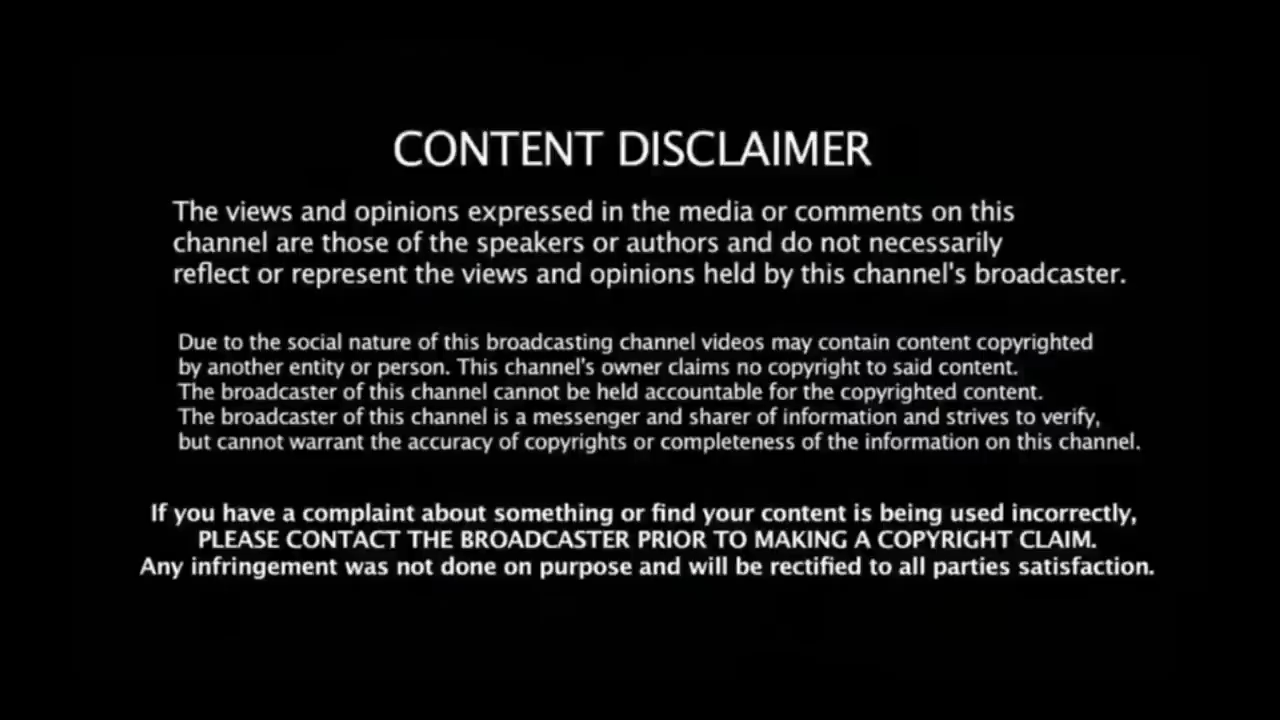 CONTENT DISCLAIMER
The views and opinions expressed in the media or comments on this
channel are those of the speakers or authors and do not necessarily
reflect or represent the views and opinions held by this channel's broadcaster.
Due to the social nature of this broadcasting channel videos may contain content copyrighted
by another entity or person. This channel's owner claims no copyright to said content.
The broadcaster of this channel cannot be held accountable for the copyrighted content.
The broadcaster of this channel is a messenger and sharer of information and strives to verify,
but cannot warrant the accuracy of copyrights or completeness of the information on this channel.
If you have a complaint about something or find your content is being used incorrectly,
PLEASE CONTACT THE BROADCASTER PRIOR TO MAKING A COPYRIGHT CLAIM.
Any infringement was not done on purpose and will be rectified to all parties satisfaction.